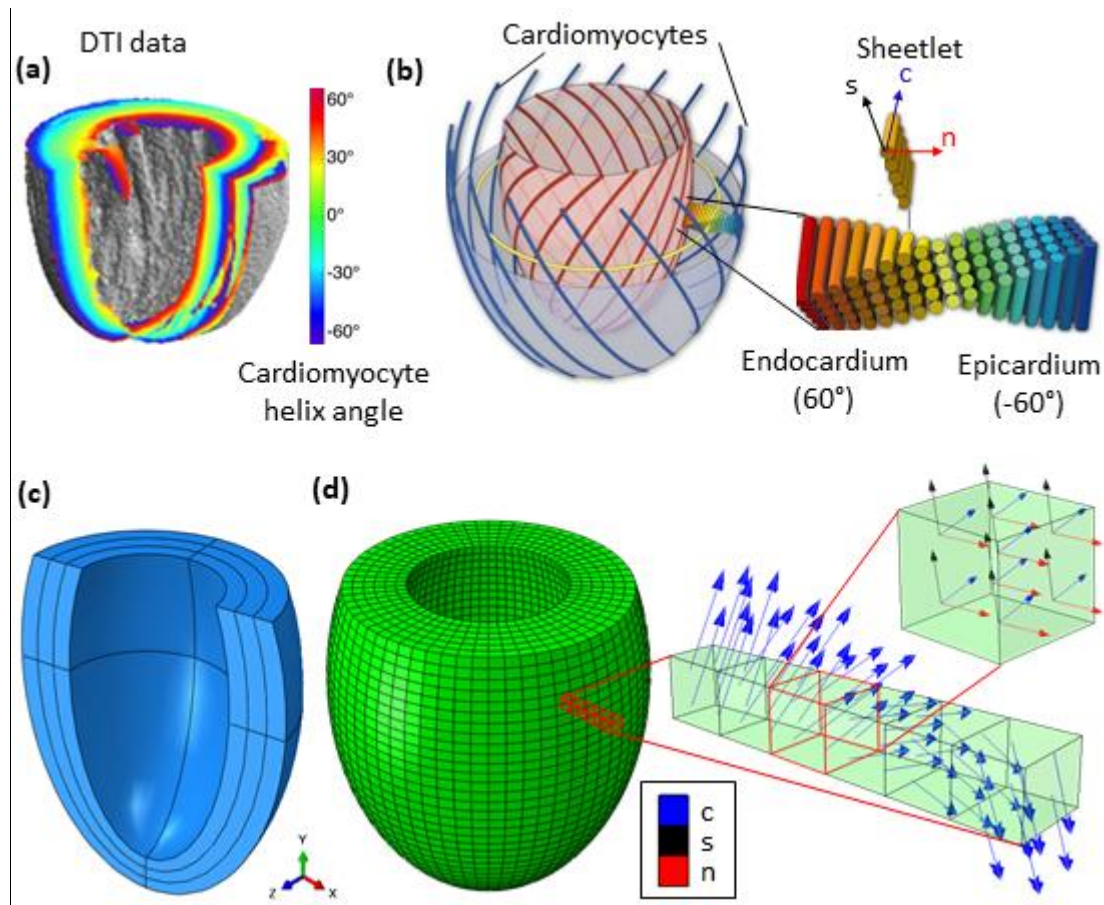 DTI data
(a)
60°
30°
0°
-30°
-60°
Cardiomyocyte
helix angle
(b)
Cardiomyocytes
Sheetlet
s
c
n
Endocardium
(60°)
Epicardium
(-60°)
(c)
Y
Z
X
(d)
c
s
n